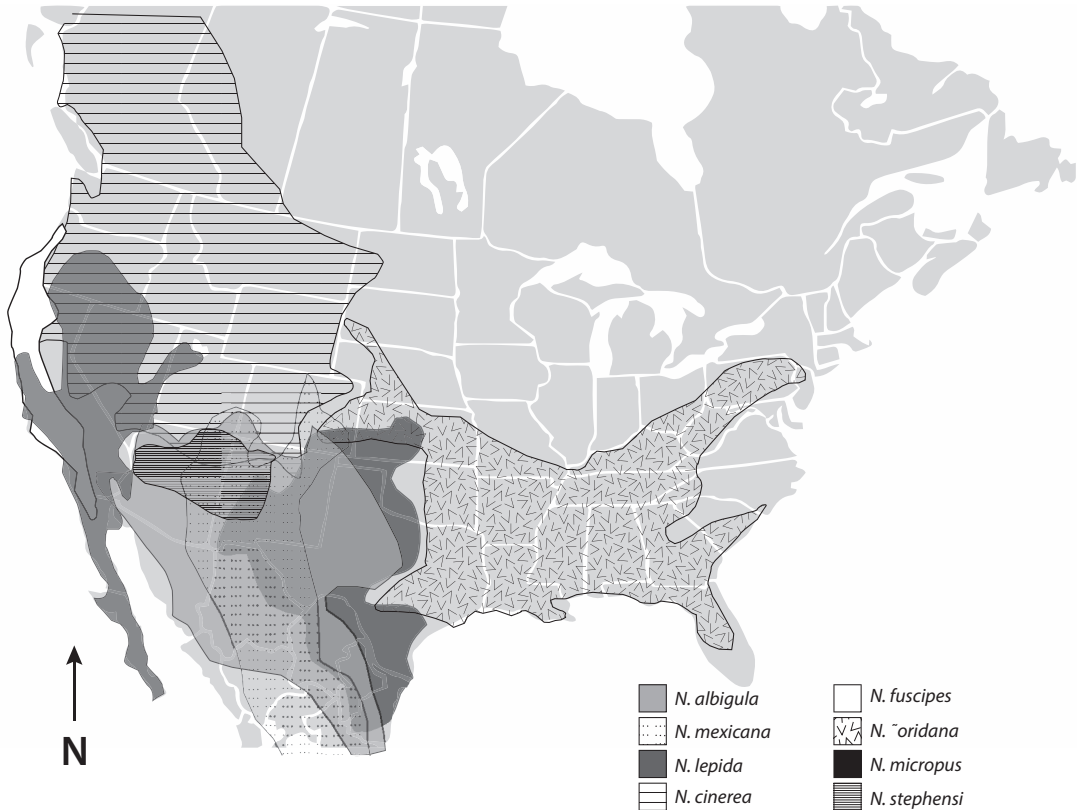 N
N. albigula
N. mexicana
N. lepida
N. cinerea
N. fuscipes
N. ˜oridana
N. micropus
N. stephensi